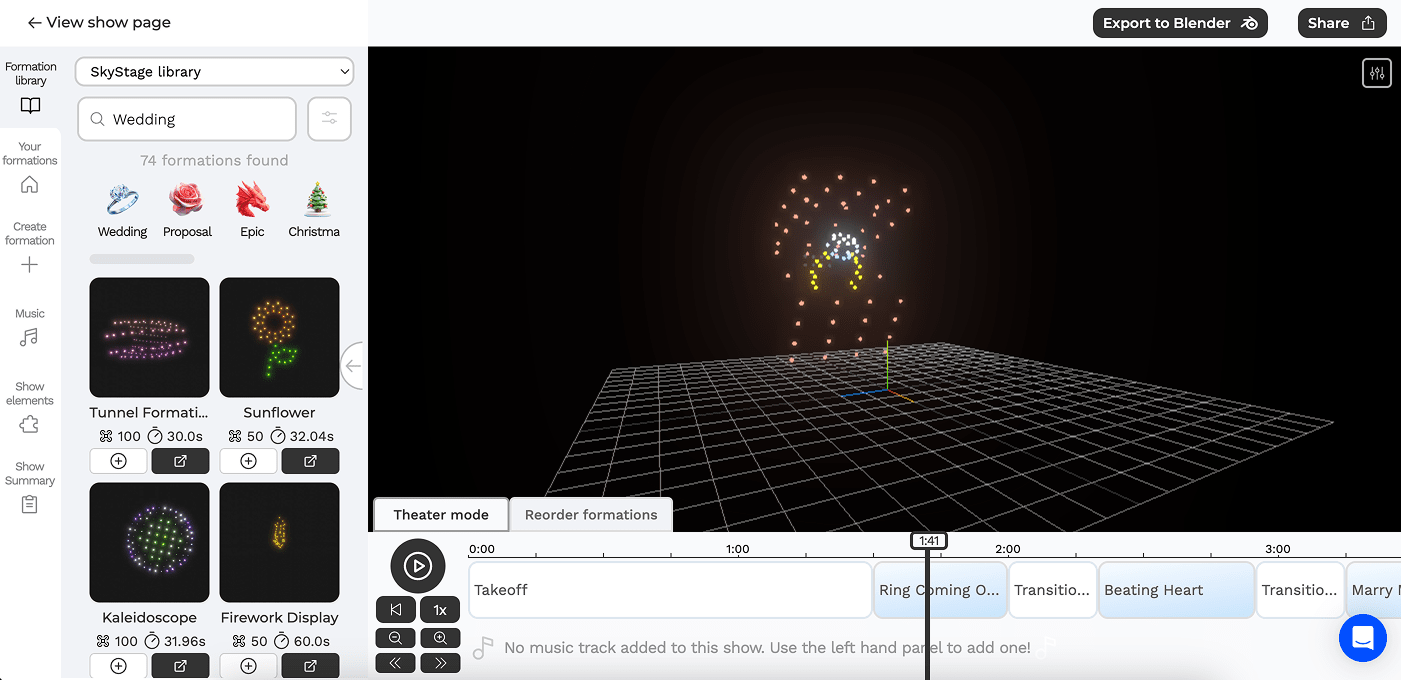 View show page
Export to Blender
Share
Formation
library
SkyStage library
Wedding
Your
formations
74 formations found
Wedding
Proposal
Epic
Christma
Create
formation
Music
Show
elements
Show
Summary
Tunnel Formati...
100 30.0s
Sunflower
50 32.04s
Kaleidoscope
100 31.96s
Firework Display
50 60.0s
Theater mode
Reorder formations
1:41
0:00
1:00
2:00
3:00
1x
Takeoff
Ring Coming O...
Transitio...
Beating Heart
Transitio...
Marry
No music track added to this show. Use the left hand panel to add one!